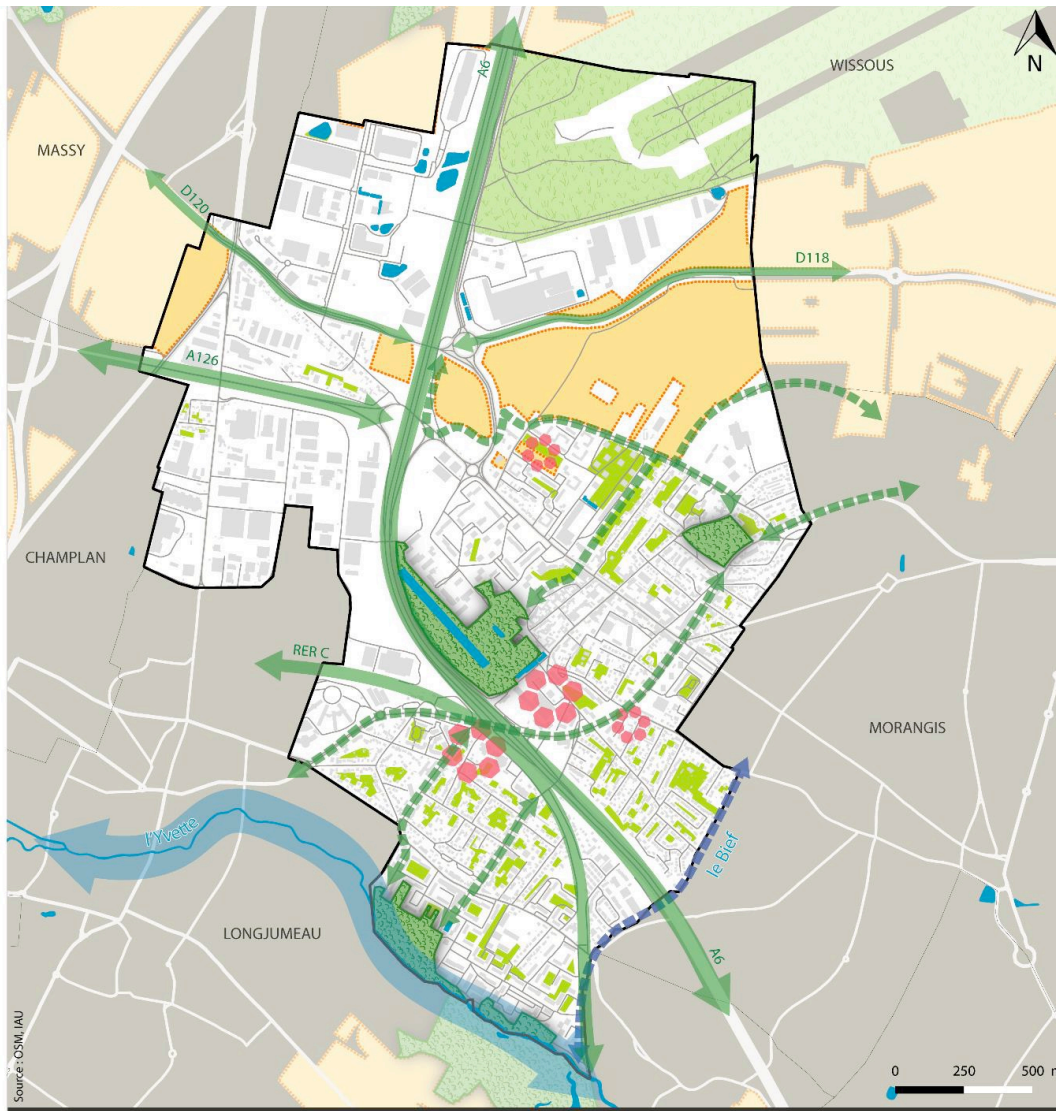 WISSOUS
N
A6
MASSY
D120
D118
A126
CHAMPLAN
RER C
MORANGIS
l'Yvette
le Bief
LONGJUMEAU
A6
Source : OSM, IAU
0 250 500 m